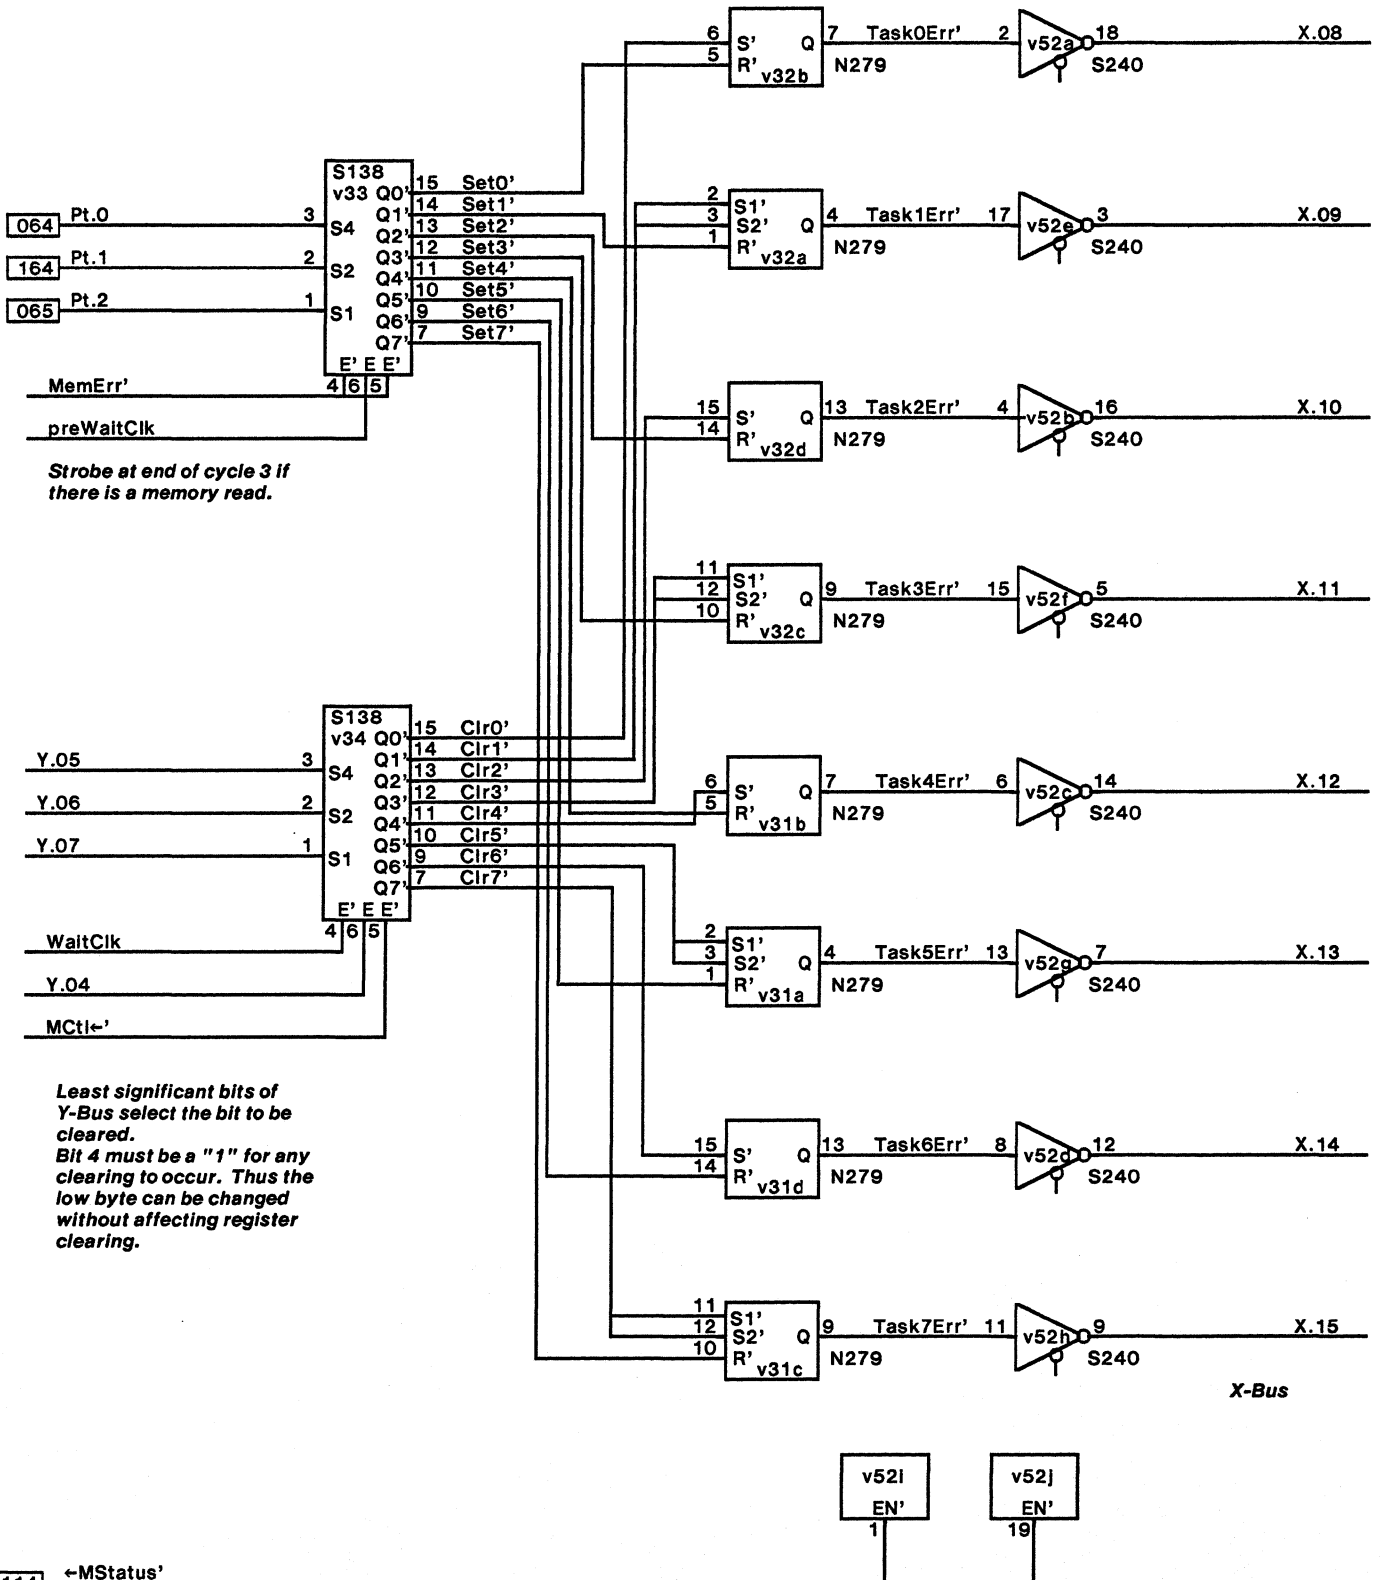 6 S' Q 7 Task0Err' 2 v52a 18 X.08
5 R' v32b N279 S240
S138
v33 Q0' 15 Set0'
Q1' 14 Set1'
Q2' 13 Set2'
Q3' 12 Set3'
Q4' 11 Set4'
Q5' 10 Set5'
Q6' 9 Set6'
Q7' 7 Set7'
064 Pt.0 3 S4
164 Pt.1 2 S2
065 Pt.2 1 S1
E' E E'
4 6 5
MemErr'
preWaitClk
Strobe at end of cycle 3 if
there is a memory read.
2 S1'
3 S2' Q 4 Task1Err' 17 v52e 3 X.09
1 R' v32a N279 S240
15 S' Q 13 Task2Err' 4 v52b 16 X.10
14 R' v32d N279 S240
11 S1'
12 S2' Q 9 Task3Err' 15 v52f 5 X.11
10 R' v32c N279 S240
S138
v34 Q0' 15 Clr0'
Q1' 14 Clr1'
Q2' 13 Clr2'
Q3' 12 Clr3'
Q4' 11 Clr4'
Q5' 10 Clr5'
Q6' 9 Clr6'
Q7' 7 Clr7'
Y.05 3 S4
Y.06 2 S2
Y.07 1 S1
E' E E'
4 6 5
WaitClk
Y.04
MCtl←'
6 S' Q 7 Task4Err' 6 v52c 14 X.12
5 R' v31b N279 S240
2 S1'
3 S2' Q 4 Task5Err' 13 v52g 7 X.13
1 R' v31a N279 S240
Least significant bits of
Y-Bus select the bit to be
cleared.
Bit 4 must be a "1" for any
clearing to occur. Thus the
low byte can be changed
without affecting register
clearing.
15 S' Q 13 Task6Err' 8 v52d 12 X.14
14 R' v31d N279 S240
11 S1'
12 S2' Q 9 Task7Err' 11 v52h 9 X.15
10 R' v31c N279 S240
X-Bus
v52i v52j
EN' EN'
1 19
←MStatus'